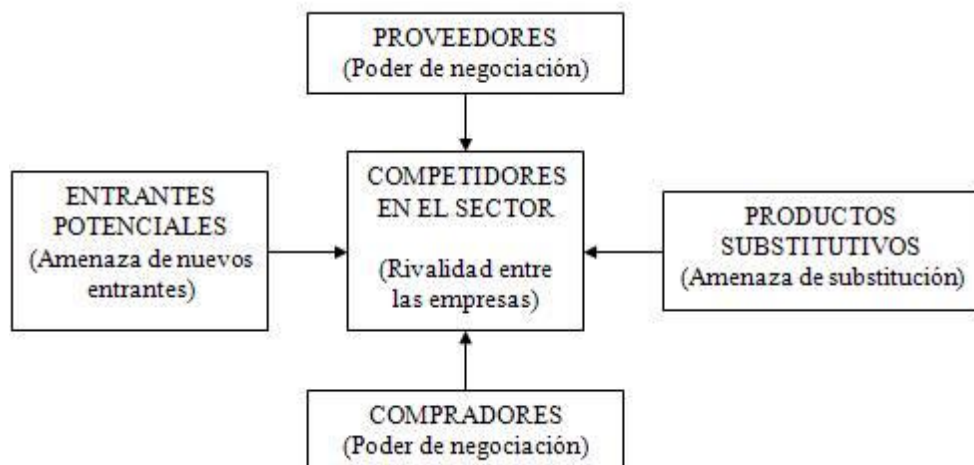 PROVEEDORES
(Poder de negociación)
ENTRANTES
POTENCIALES
(Amenaza de nuevos
entrantes)
COMPETIDORES
EN EL SECTOR
(Rivalidad entre
las empresas)
PRODUCTOS
SUBSTITUTIVOS
(Amenaza de substitución)
COMPRADORES
(Poder de negociación)